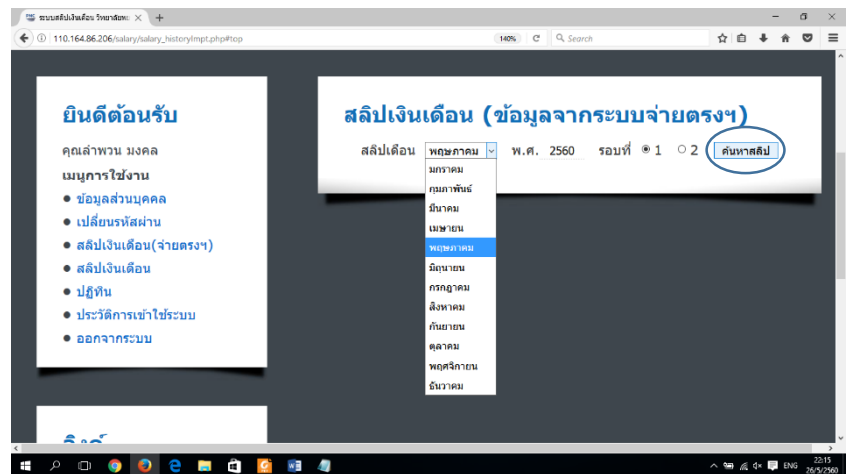 ระบบสลิปเงินเดือน วิทยาลัยพย
110.164.86.206/salary/salary_historyImpt.php#top
140%
Search
ยินดีต้อนรับ
คุณลำพวน มงคล
เมนูการใช้งาน
ข้อมูลส่วนบุคคล
เปลี่ยนรหัสผ่าน
สลิปเงินเดือน(จ่ายตรงฯ)
สลิปเงินเดือน
ปฏิทิน
ประวัติการเข้าใช้ระบบ
ออกจากระบบ
สลิปเงินเดือน (ข้อมูลจากระบบจ่ายตรงฯ)
สลิปเดือน พฤษภาคม พ.ศ. 2560 รอบที่ 1 2 ค้นหาสลิป
มกราคม
กุมภาพันธ์
มีนาคม
เมษายน
พฤษภาคม
มิถุนายน
กรกฎาคม
สิงหาคม
กันยายน
ตุลาคม
พฤศจิกายน
ธันวาคม
ENG
22:15
26/5/2560